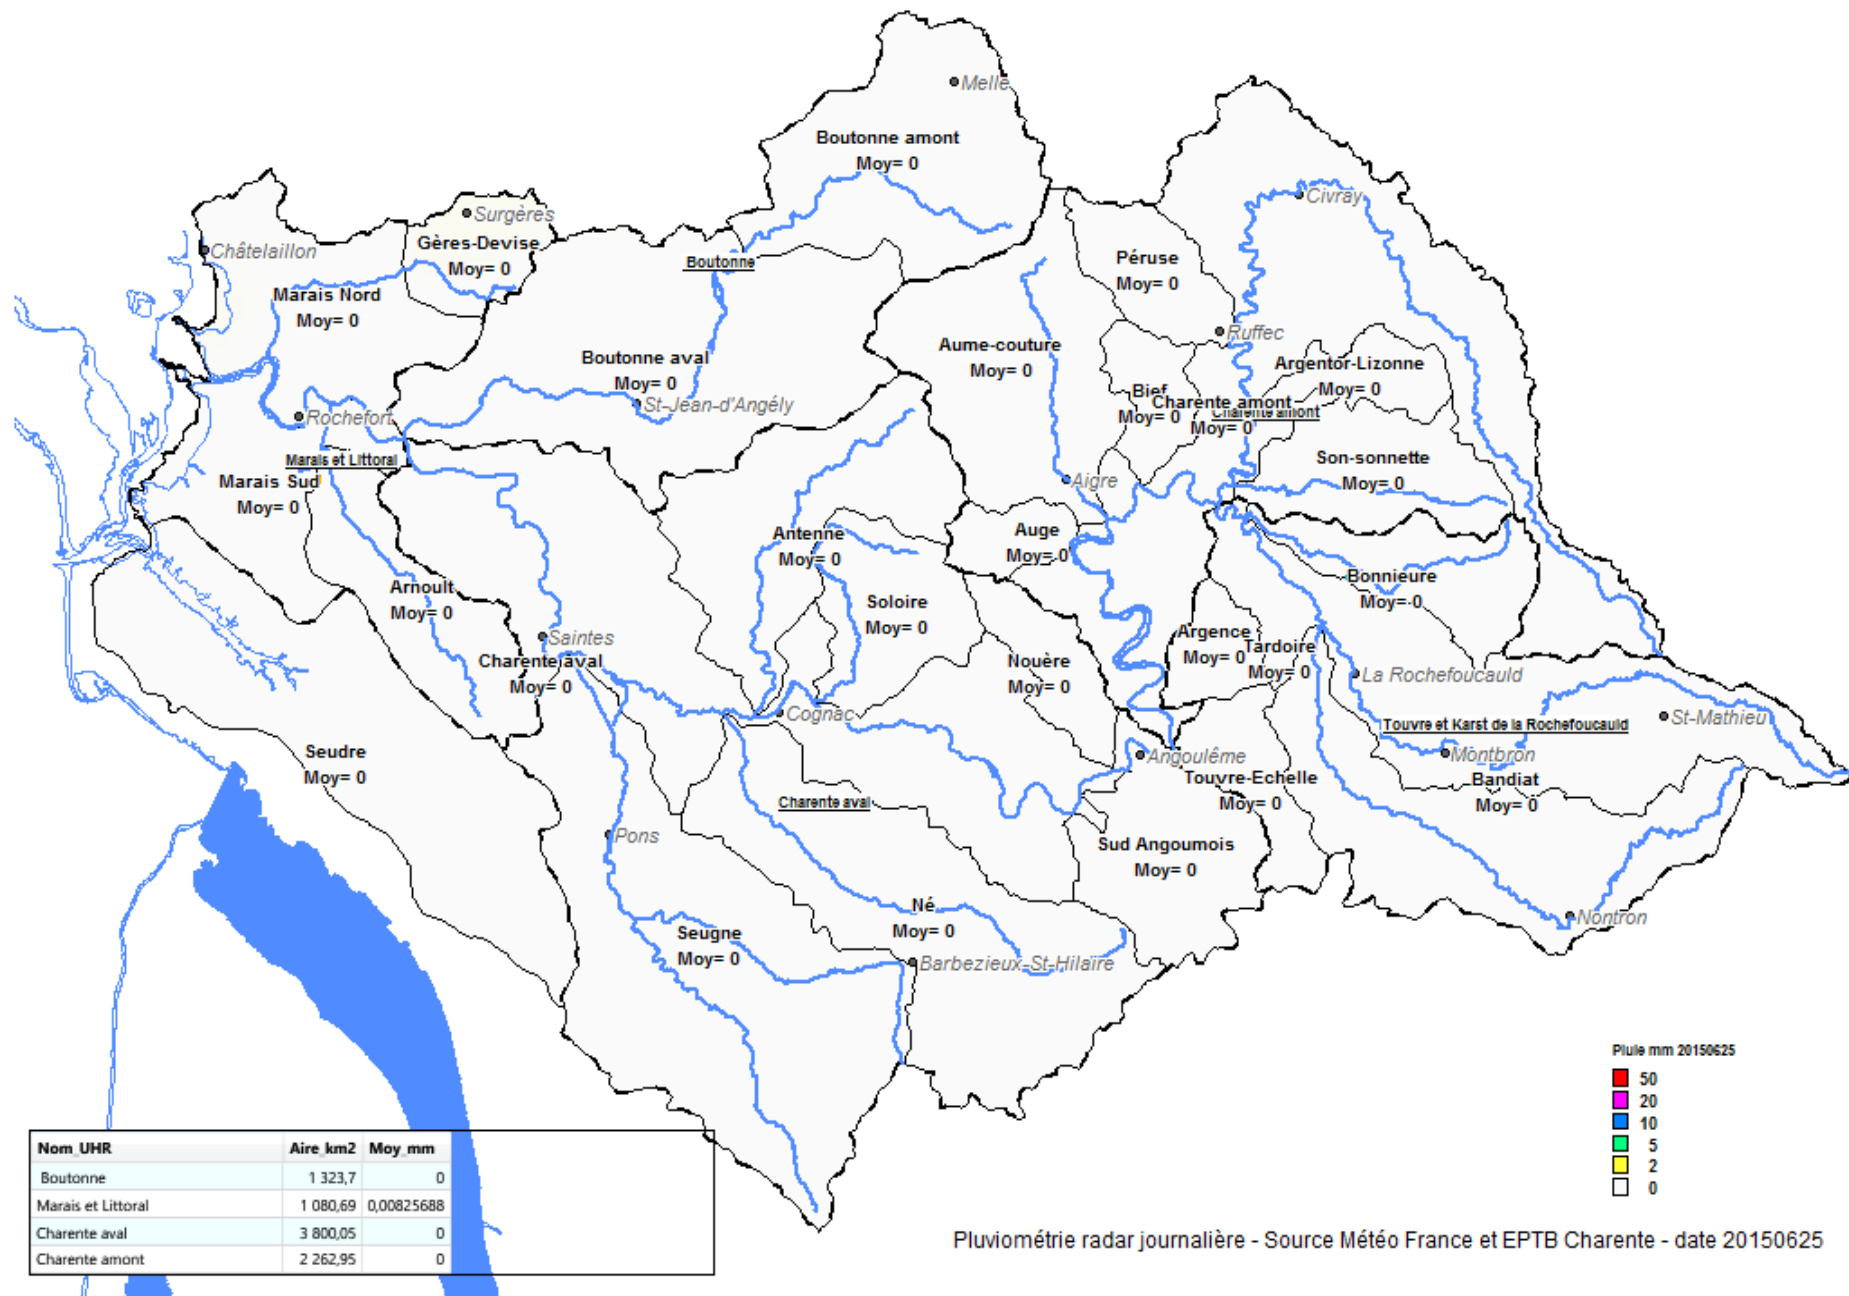 Melle
Boutonne amont
Moy= 0
Civray
Surgères
Gères-Devise
Moy= 0
Châtelaillon
Boutonne
Péruse
Moy= 0
Marais Nord
Moy= 0
Ruffec
Aume-couture
Moy= 0
Boutonne aval
Moy= 0
Argentor-Lizonne
Moy= 0
Bief
Moy= 0
Charente amont
Moy= 0
Charente amont
St-Jean-d'Angély
Rochefort
Marais et Littoral
Marais Sud
Moy= 0
Son-sonnette
Moy= 0
Aigre
Antenne
Moy= 0
Auge
Moy= 0
Arnoult
Moy= 0
Bonnieure
Moy= 0
Soloire
Moy= 0
Saintes
Charente aval
Moy= 0
Argence
Moy= 0
Tardoire
Moy= 0
Nouère
Moy= 0
La Rochefoucauld
Cognac
Touvre et Karst de la Rochefoucauld
St-Mathieu
Seudre
Moy= 0
Angoulême
Montbron
Touvre-Echelle
Moy= 0
Bandiat
Moy= 0
Charente aval
Pons
Sud Angoumois
Moy= 0
Né
Moy= 0
Nontron
Seugne
Moy= 0
Barbezieux-St-Hilaire
Pluie mm 20150625
50
20
10
5
2
0
Nom_UHR Aire_km2 Moy_mm
Boutonne 1 323,7 0
Marais et Littoral 1 080,69 0,00825688
Charente aval 3 800,05 0
Charente amont 2 262,95 0
Pluviométrie radar journalière - Source Météo France et EPTB Charente - date 20150625